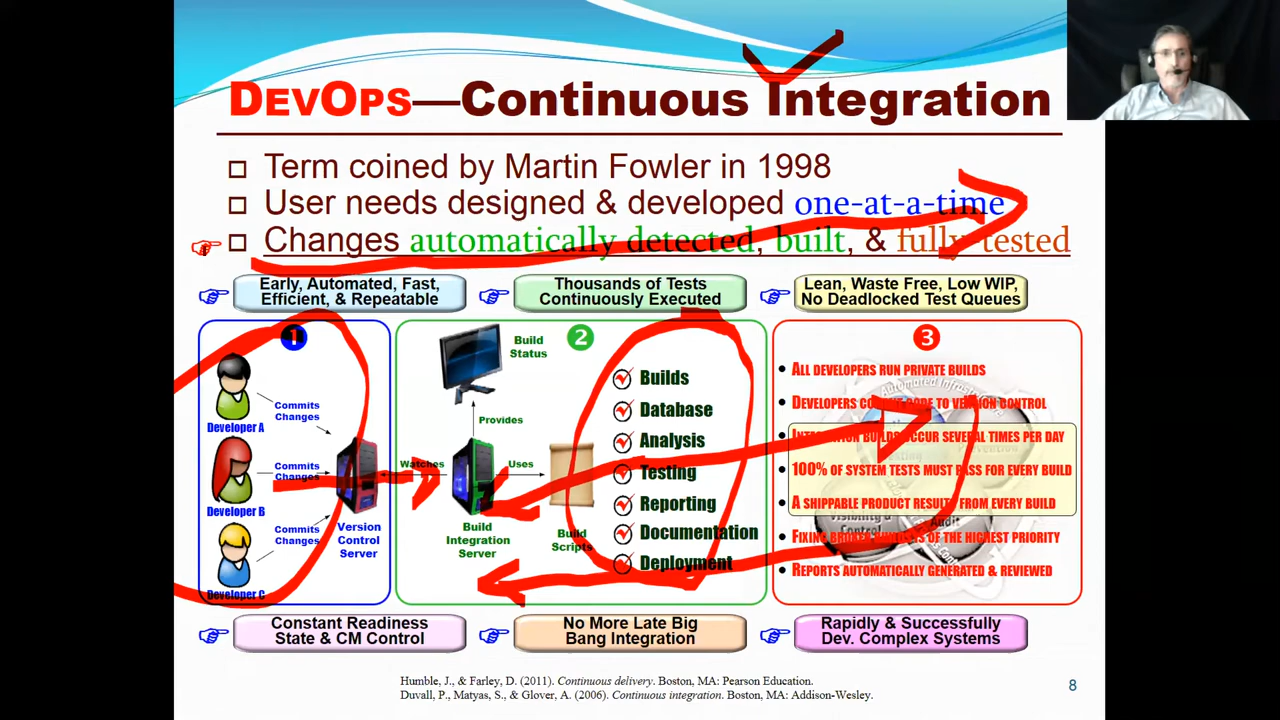 DEVOPS—Continuous Integration
Term coined by Martin Fowler in 1998
User needs designed & developed one-at-a-time
Changes automatically detected, built, & fully-tested
Early, Automated, Fast,
Efficient, & Repeatable
Thousands of Tests
Continuously Executed
Lean, Waste Free, Low WIP,
No Deadlocked Test Queues
1
Developer A
Commits
Changes
Developer B
Commits
Changes
Developer C
Commits
Changes
Version
Control
Server
Watches
2
Build
Status
Provides
Build
Integration
Server
Uses
Build
Scripts
Builds
Database
Analysis
Testing
Reporting
Documentation
Deployment
3
ALL DEVELOPERS RUN PRIVATE BUILDS
DEVELOPERS COMMIT CODE TO VERSION CONTROL
INTEGRATION BUILDS OCCUR SEVERAL TIMES PER DAY
100% OF SYSTEM TESTS MUST PASS FOR EVERY BUILD
A SHIPPABLE PRODUCT RESULTS FROM EVERY BUILD
FIXING BROKEN BUILDS IS OF THE HIGHEST PRIORITY
REPORTS AUTOMATICALLY GENERATED & REVIEWED
Constant Readiness
State & CM Control
No More Late Big
Bang Integration
Rapidly & Successfully
Dev. Complex Systems
Humble, J., & Farley, D. (2011). Continuous delivery. Boston, MA: Pearson Education.
Duvall, P., Matyas, S., & Glover, A. (2006). Continuous integration. Boston, MA: Addison-Wesley.
8